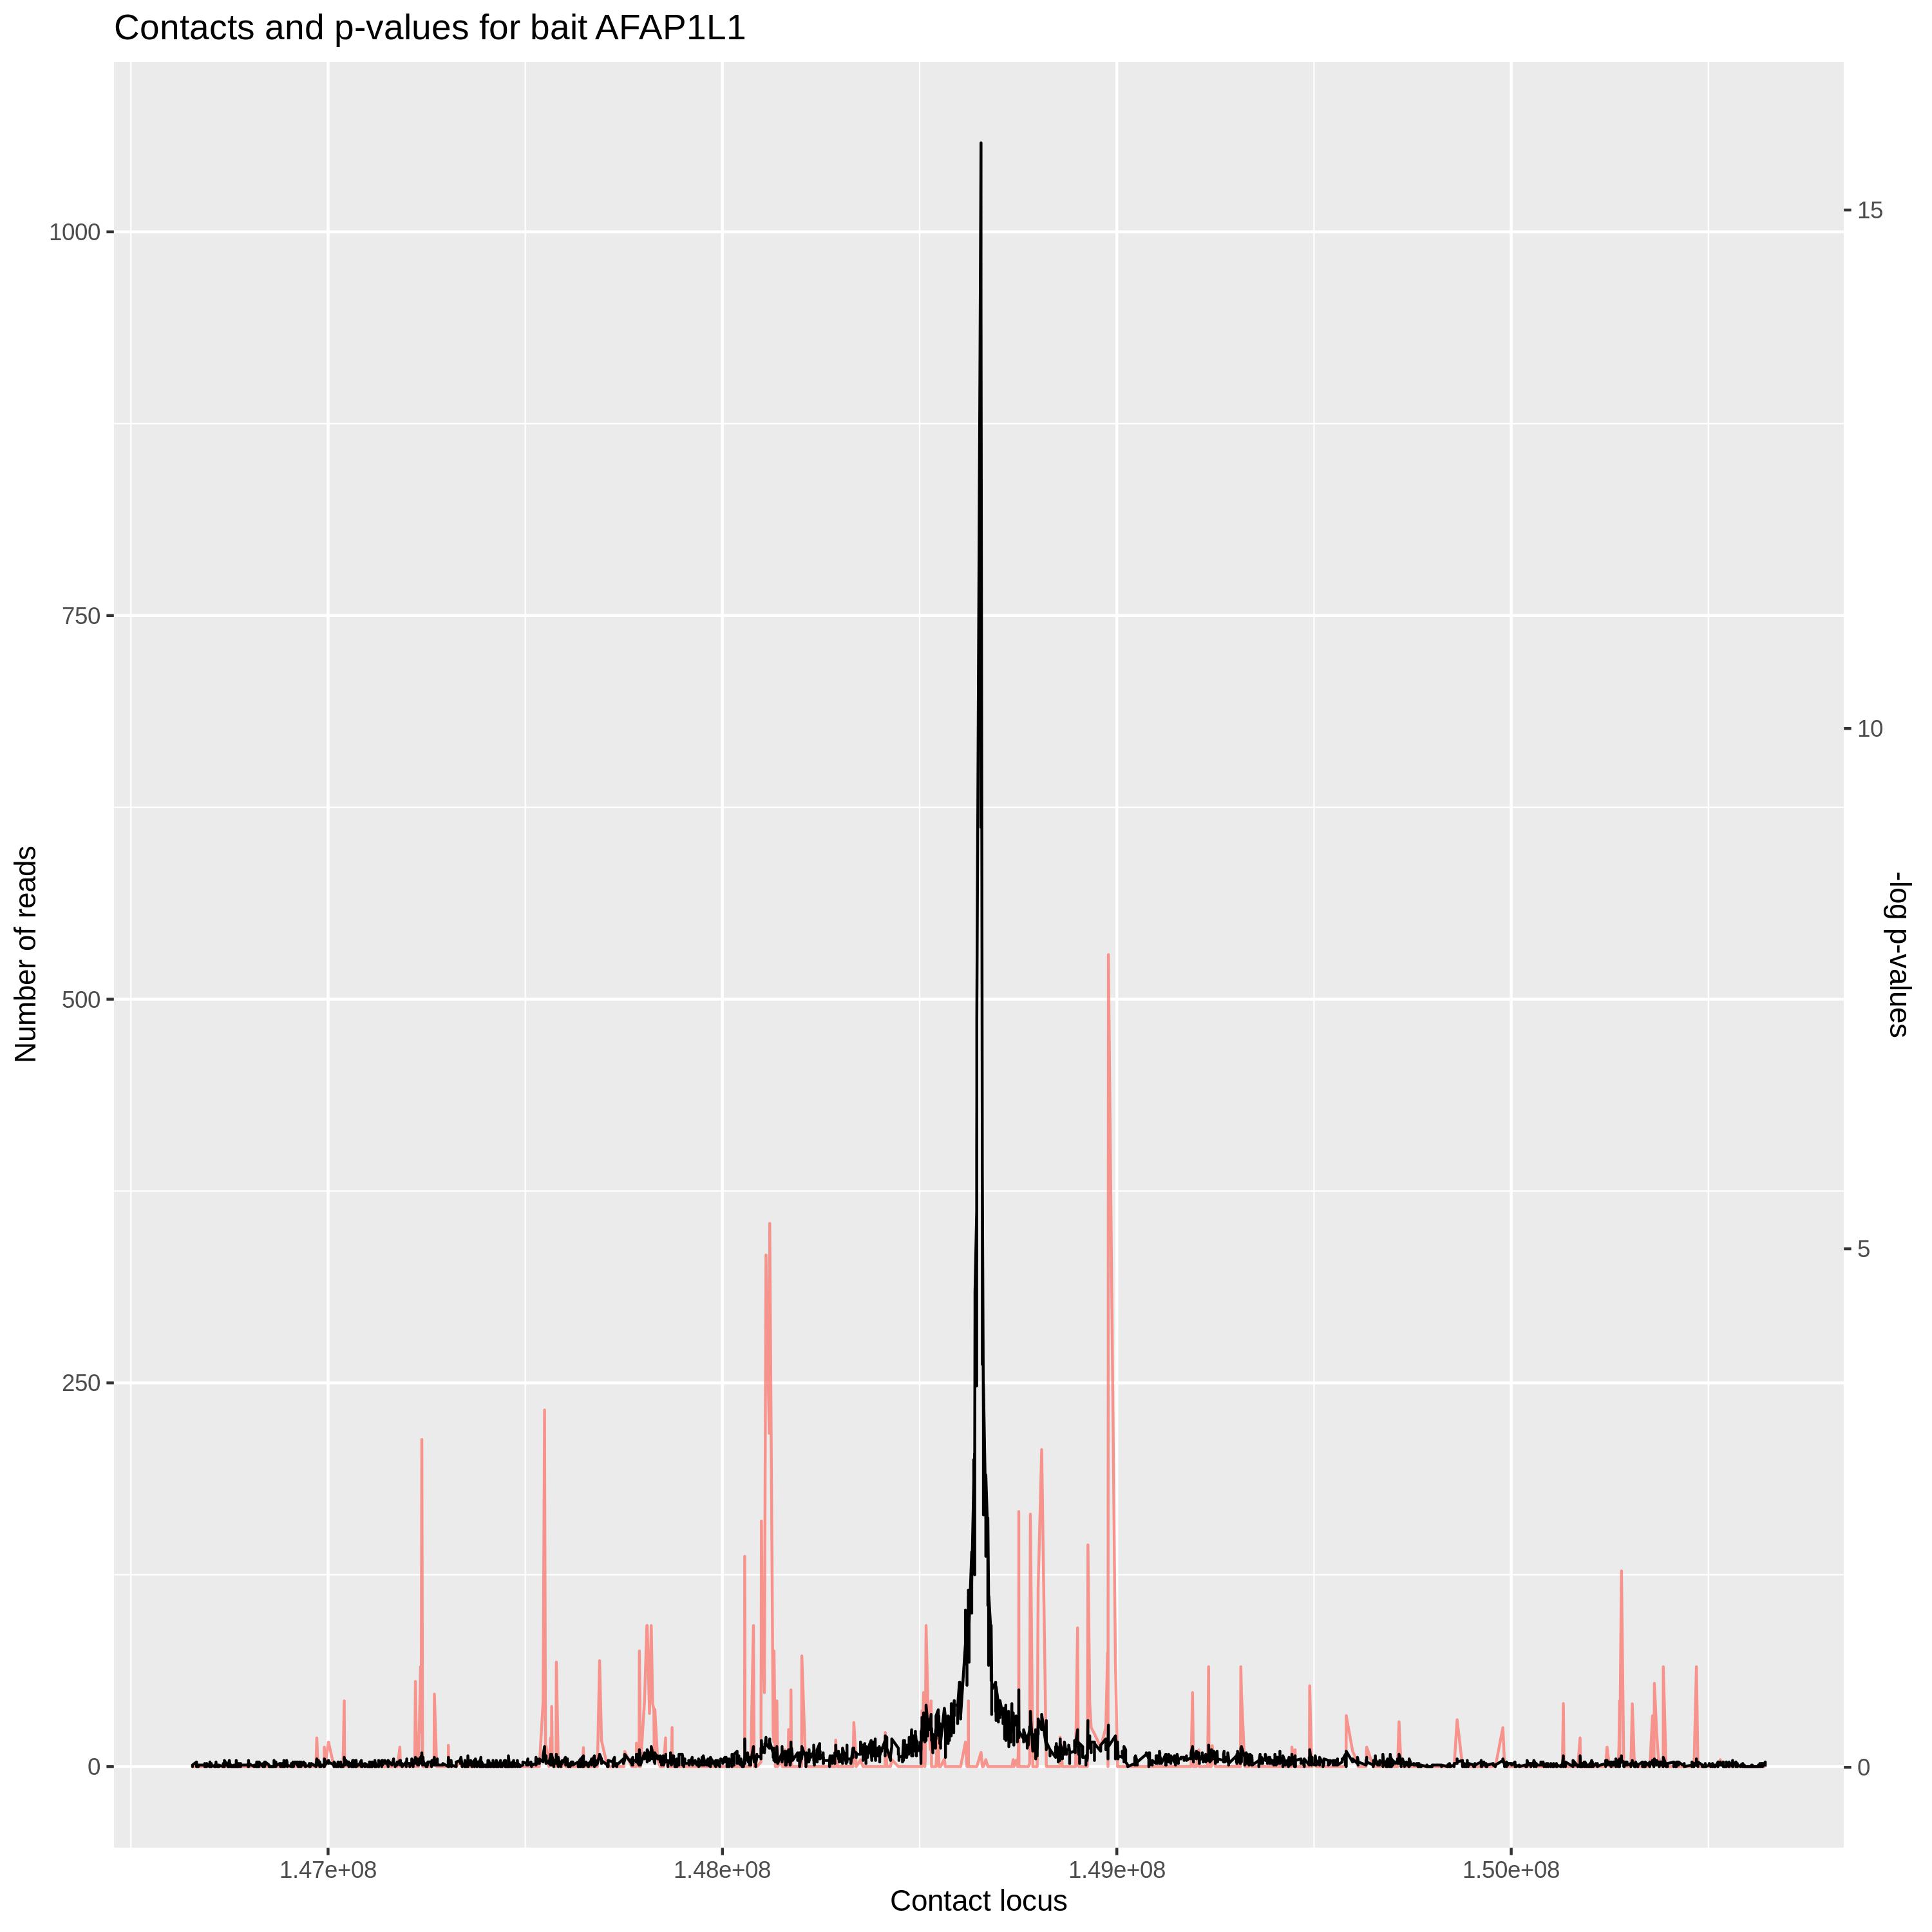 Contacts and p-values for bait AFAP1L1
1000
750
500
250
0
Number of reads
15
10
5
0
-log p-values
1.47e+08
1.48e+08
1.49e+08
1.50e+08
Contact locus